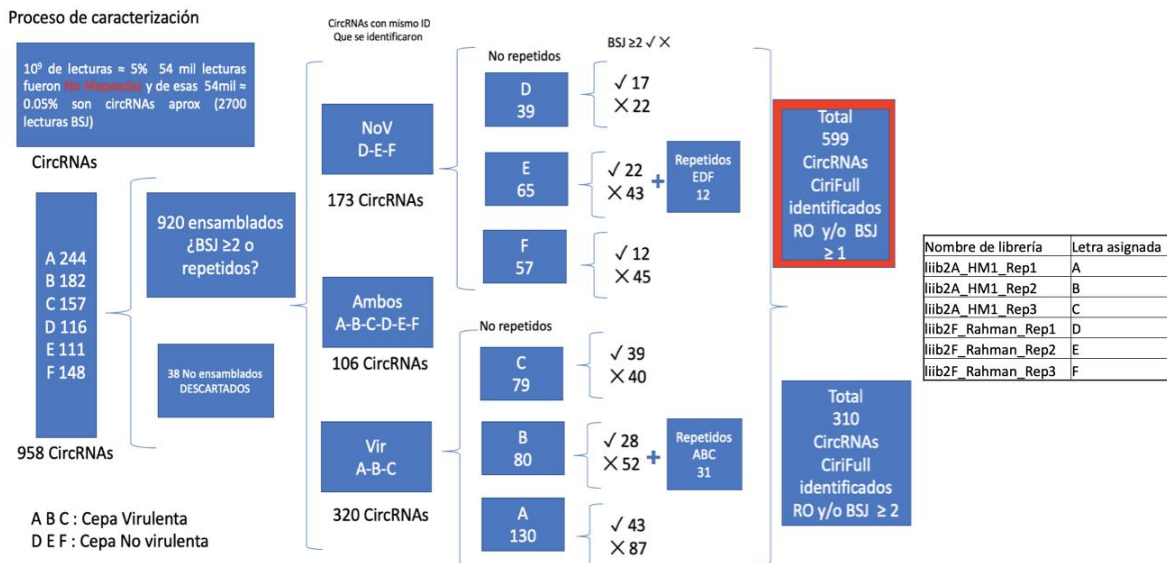 Proceso de caracterización
10⁹ de lecturas ≈ 5% 54 mil lecturas
fueron No Mapeadas y de esas 54mil ≈
0.05% son circRNAs aprox (2700
lecturas BSJ)
CircRNAs
A 244
B 182
C 157
D 116
E 111
F 148
958 CircRNAs
A B C : Cepa Virulenta
D E F : Cepa No virulenta
920 ensamblados
¿BSJ ≥2 o
repetidos?
38 No ensamblados
DESCARTADOS
CircRNAs con mismo ID
Que se identificaron
NoV
D-E-F
173 CircRNAs
Ambos
A-B-C-D-E-F
106 CircRNAs
Vir
A-B-C
320 CircRNAs
No repetidos
BSJ ≥2 ✓ ✕
D
39
✓ 17
✕ 22
E
65
✓ 22
✕ 43
+
Repetidos
EDF
12
F
57
✓ 12
✕ 45
No repetidos
C
79
✓ 39
✕ 40
B
80
✓ 28
✕ 52
+
Repetidos
ABC
31
A
130
✓ 43
✕ 87
Total
599
CircRNAs
CiriFull
identificados
RO y/o BSJ
≥ 1
Total
310
CircRNAs
CiriFull
identificados
RO y/o BSJ ≥ 2
Nombre de librería Letra asignada
liib2A_HM1_Rep1 A
liib2A_HM1_Rep2 B
liib2A_HM1_Rep3 C
liib2F_Rahman_Rep1 D
liib2F_Rahman_Rep2 E
liib2F_Rahman_Rep3 F